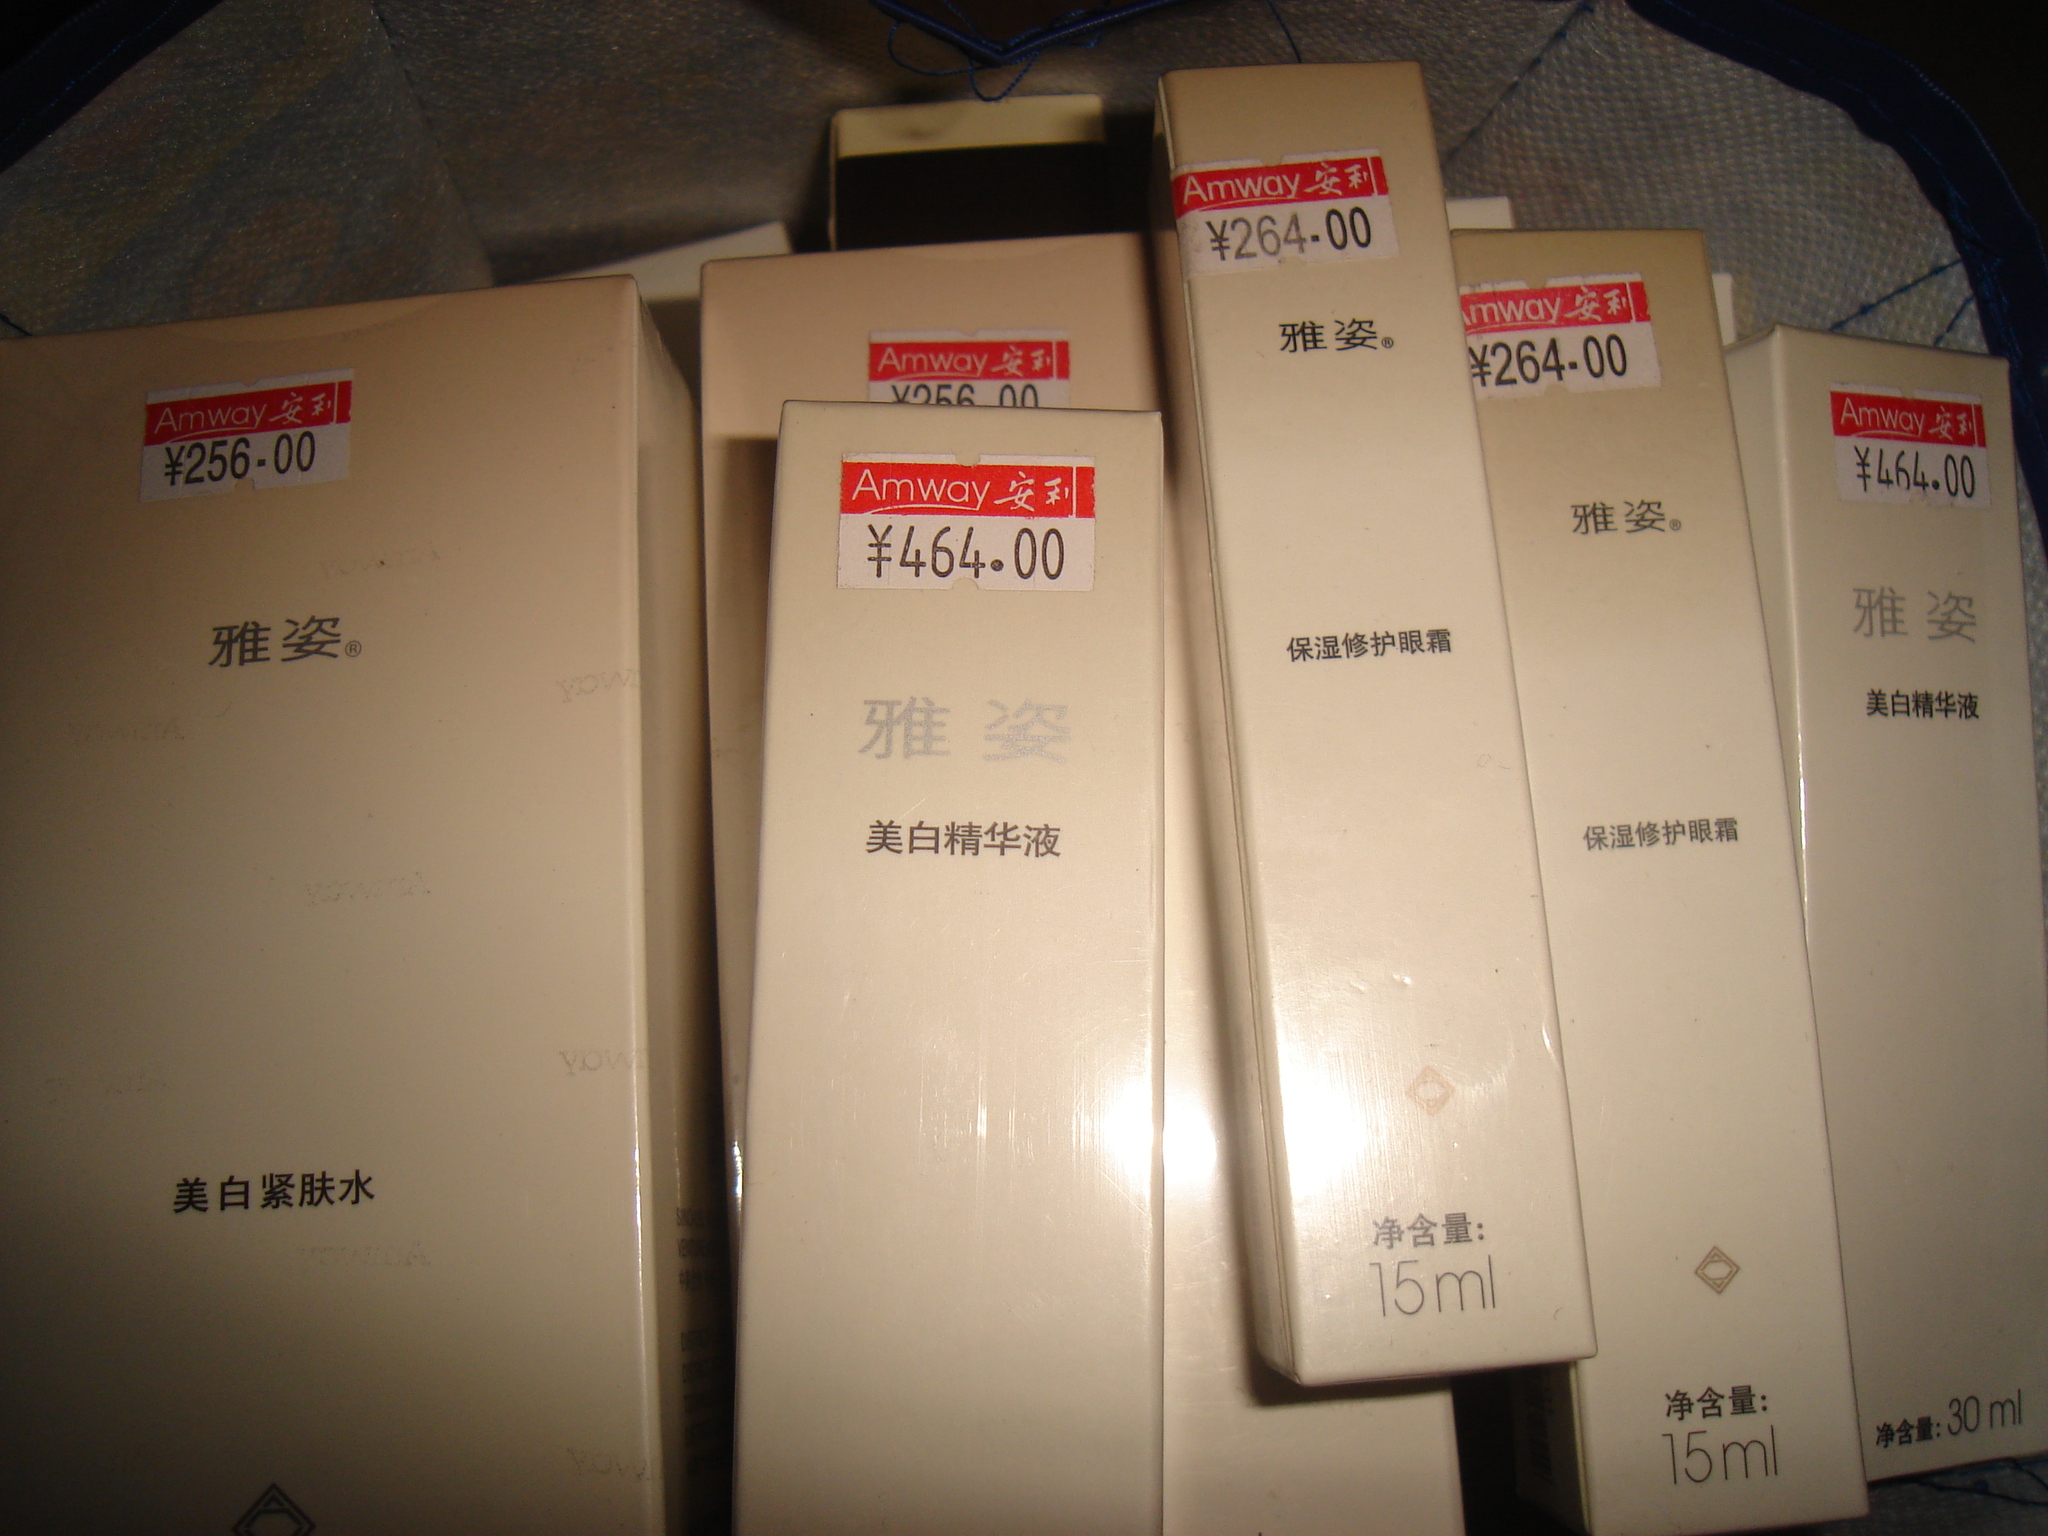 Amway 安利
¥256.00
雅姿®
美白紧肤水
Amway 安利
¥256.00
Amway 安利
¥464.00
雅姿
美白精华液
Amway 安利
¥264.00
雅姿®
保湿修护眼霜
净含量:
15ml
Amway 安利
¥264.00
雅姿®
保湿修护眼霜
净含量:
15ml
Amway 安利
¥464.00
雅姿
美白精华液
净含量: 30ml